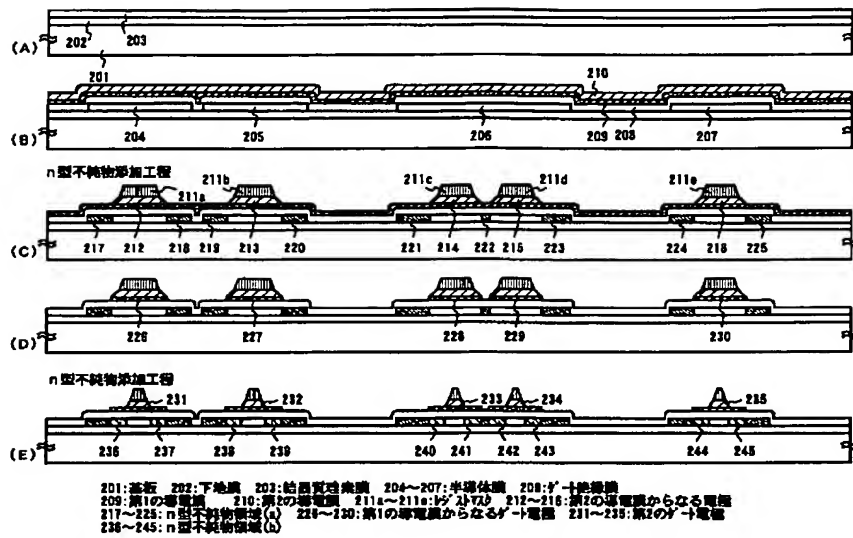 (A)
202 203
201
210
(B)
204 205 206 209 208 207
n型不純物添加工程
211a 211b 211c 211d 211e
(C)
217 212 218 219 213 220 221 214 222 215 223 224 216 225
(D)
226 227 228 229 230
n型不純物添加工程
231 232 233 234 235
(E)
236 237 238 239 240 241 242 243 244 245
201:基板 202:下地膜 203:結晶質珪素膜 204～207:半導体膜 208:ゲート絶縁膜
209:第1の導電膜 210:第2の導電膜 211a～211e:レジストマスク 212～216:第2の導電膜からなる電極
217～225:n型不純物領域(a) 226～230:第1の導電膜からなるゲート電極 231～235:第2のゲート電極
236～245:n型不純物領域(b)